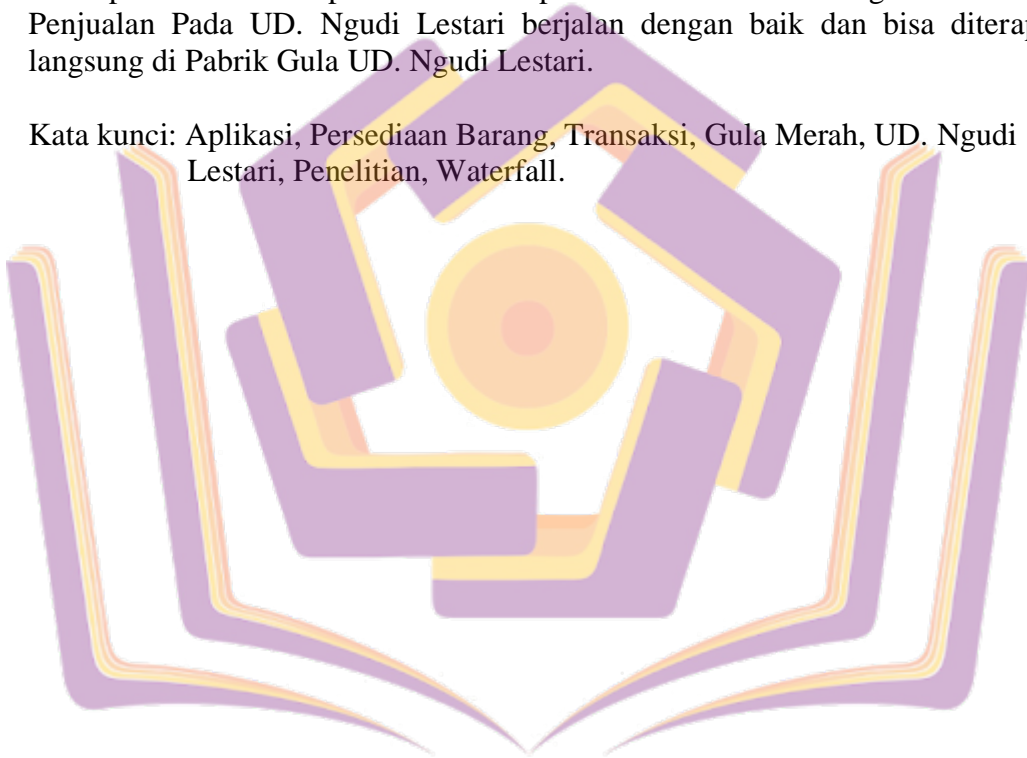 Penjualan Pada UD. Ngudi Lestari berjalan dengan baik dan bisa
langsung di Pabrik Gula UD. Ngudi Lestari.
Kata kunci: Aplikasi, Persediaan Barang, Transaksi, Gula Merah, UD. Ngudi
Lestari, Penelitian, Waterfall.